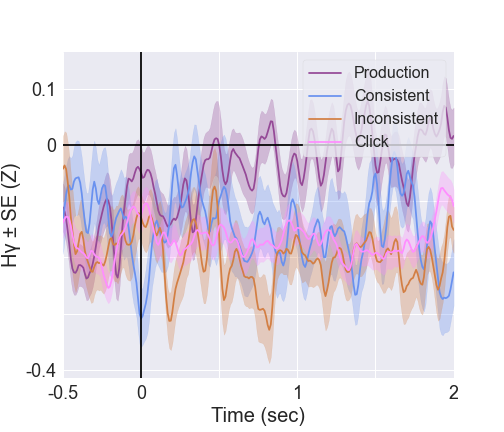 Production
Consistent
Inconsistent
Click
0.1
0
-0.4
Hγ ± SE (Z)
-0.5
0
1
2
Time (sec)